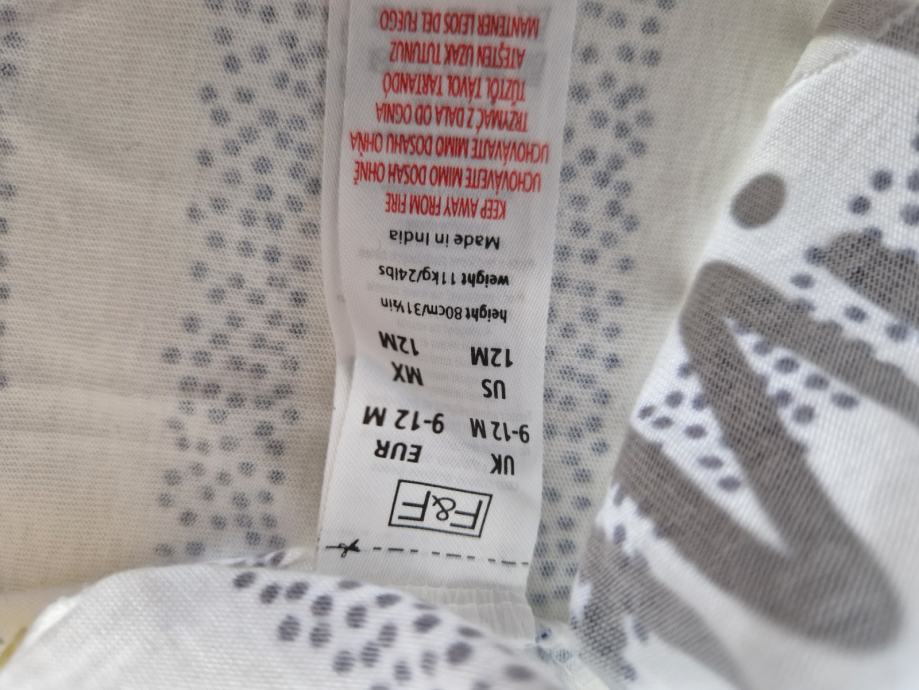 F&F
UK EUR
9-12 M 9-12 M
US MX
12M 12M
height 80cm/31½in
weight 11kg/24lbs
Made in India
KEEP AWAY FROM FIRE
UCHOVÁVEJTE MIMO DOSAH OHNĚ
UCHOVÁVAJTE MIMO DOSAHU OHŇA
TRZYMAĆ Z DALA OD OGNIA
TŰZTŐL TÁVOL TARTANDÓ
ATEŞTEN UZAK TUTUNUZ
MANTENER LEJOS DEL FUEGO